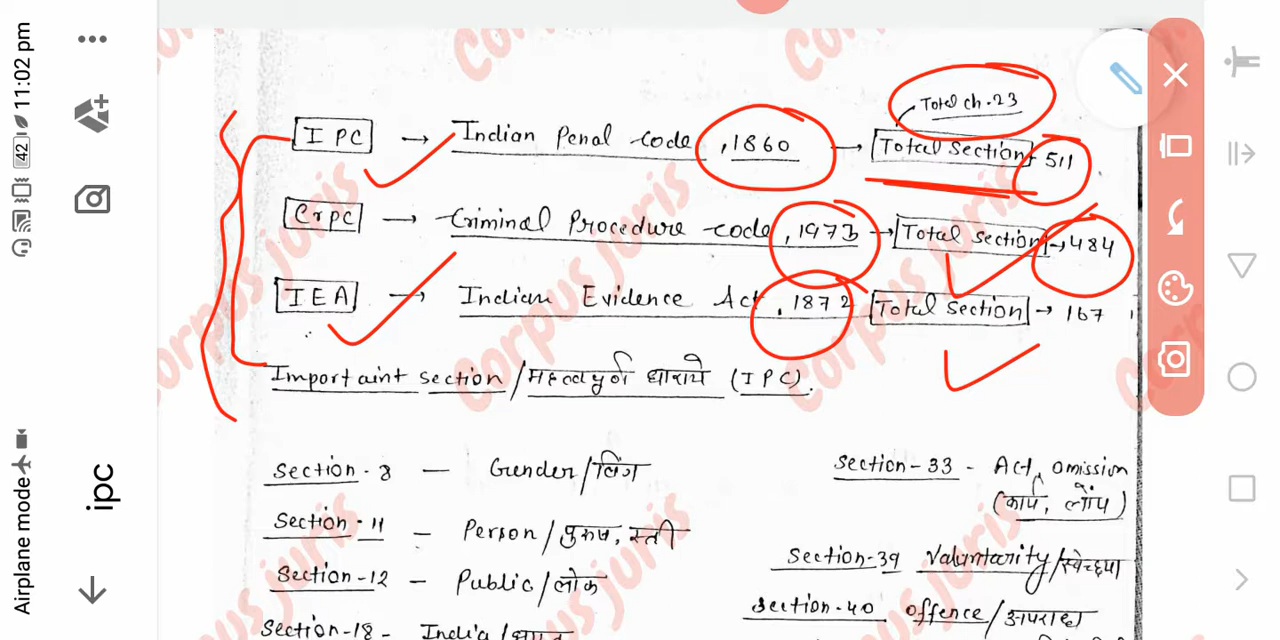 Total ch. 23
IPC → Indian Penal Code, 1860 → Total Section - 511
CrPC → Criminal Procedure code, 1973 → Total Section → 484
IEA → Indian Evidence Act, 1872 Total Section → 167
Importaint section / महत्वपूर्ण धारायें (IPC).
Section - 8 — Gender / लिंग
Section - 11 — Person / पुरुष, स्त्री
Section - 12 — Public / लोक
Section - 18 - India / भारत
Section - 33 - Act, omission
(कार्य, लोप)
Section - 39 Valuntarity / स्वेच्छया
Section - 40 offence / अपराध
Corpus juris
Airplane mode 42 11:02 pm
ipc